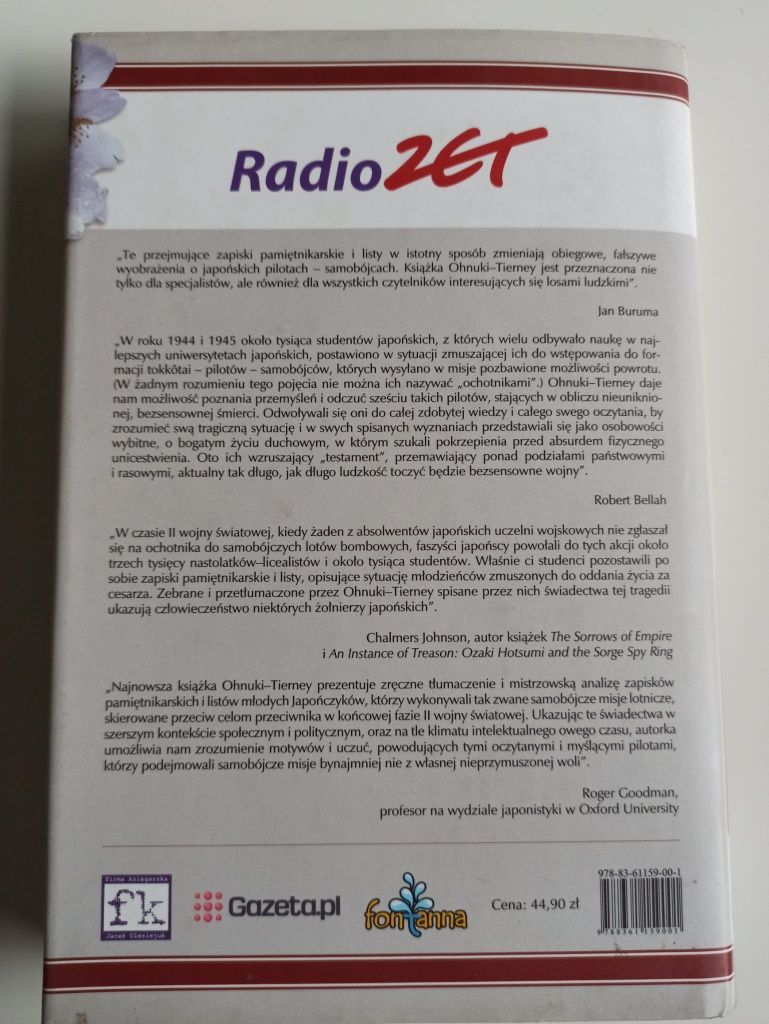 Radio ZET
„Te przejmujące zapiski pamiętnikarskie i listy w istotny sposób zmieniają obiegowe, fałszywe
wyobrażenia o japońskich pilotach – samobójcach. Książka Ohnuki–Tierney jest przeznaczona nie
tylko dla specjalistów, ale również dla wszystkich czytelników interesujących się losami ludzkimi”.
Jan Buruma
„W roku 1944 i 1945 około tysiąca studentów japońskich, z których wielu odbywało naukę w naj-
lepszych uniwersytetach japońskich, postawiono w sytuacji zmuszającej ich do wstępowania do for-
macji tokkôtai – pilotów – samobójców, których wysyłano w misje pozbawione możliwości powrotu.
(W żadnym rozumieniu tego pojęcia nie można ich nazywać „ochotnikami”.) Ohnuki–Tierney daje
nam możliwość poznania przemyśleń i odczuć sześciu takich pilotów, stających w obliczu nieuniknio-
nej, bezsensownej śmierci. Odwoływali się oni do całej zdobytej wiedzy i całego swego oczytania, by
zrozumieć swą tragiczną sytuację i w swych spisanych wyznaniach przedstawiali się jako osobowości
wybitne, o bogatym życiu duchowym, w którym szukali pokrzepienia przed absurdem fizycznego
unicestwienia. Oto ich wzruszający „testament”, przemawiający ponad podziałami państwowymi
i rasowymi, aktualny tak długo, jak długo ludzkość toczyć będzie bezsensowne wojny”.
Robert Bellah
„W czasie II wojny światowej, kiedy żaden z absolwentów japońskich uczelni wojskowych nie zgłaszał
się na ochotnika do samobójczych lotów bombowych, faszyści japońscy powołali do tych akcji około
trzech tysięcy nastolatków–licealistów i około tysiąca studentów. Właśnie ci studenci pozostawili po
sobie zapiski pamiętnikarskie i listy, opisujące sytuację młodzieńców zmuszonych do oddania życia za
cesarza. Zebrane i przetłumaczone przez Ohnuki–Tierney spisane przez nich świadectwa tej tragedii
ukazują człowieczeństwo niektórych żołnierzy japońskich”.
Chalmers Johnson, autor książek The Sorrows of Empire
i An Instance of Treason: Ozaki Hotsumi and the Sorge Spy Ring
„Najnowsza książka Ohnuki–Tierney prezentuje zręczne tłumaczenie i mistrzowską analizę zapisków
pamiętnikarskich i listów młodych Japończyków, którzy wykonywali tak zwane samobójcze misje lotnicze,
skierowane przeciw celom przeciwnika w końcowej fazie II wojny światowej. Ukazując te świadectwa w
szerszym kontekście społecznym i politycznym, oraz na tle klimatu intelektualnego owego czasu, autorka
umożliwia nam zrozumienie motywów i uczuć, powodujących tymi oczytanymi i myślącymi pilotami,
którzy podejmowali samobójcze misje bynajmniej nie z własnej nieprzymuszonej woli”.
Roger Goodman,
profesor na wydziale japonistyki w Oxford University
firma księgarska
fk
Jacek Olesiejuk
Gazeta.pl
fontanna
Cena: 44,90 zł
978-83-61159-00-1
9 788361 159001